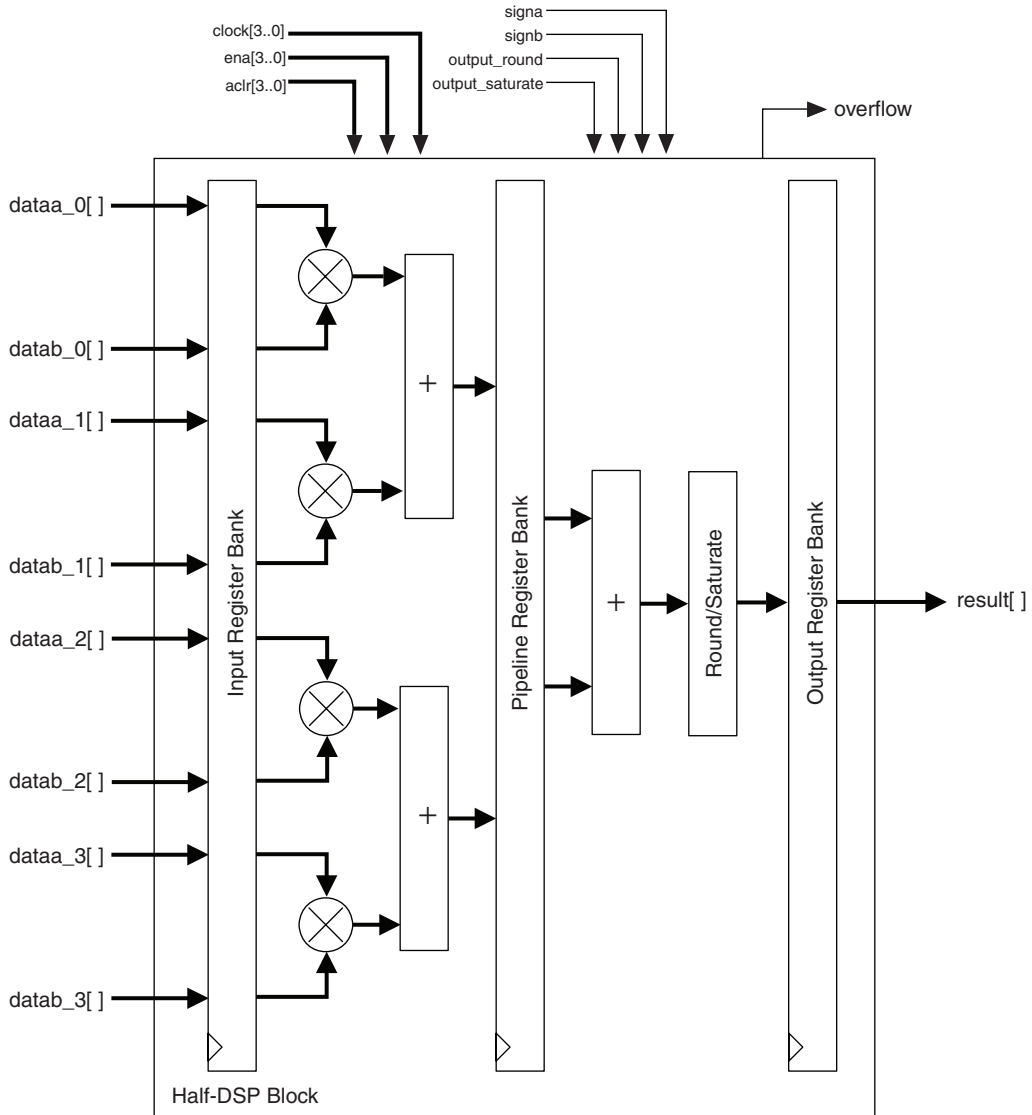 clock[3..0]
ena[3..0]
aclr[3..0]
signa
signb
output_round
output_saturate
overflow
dataa_0[ ]
datab_0[ ]
dataa_1[ ]
datab_1[ ]
dataa_2[ ]
datab_2[ ]
dataa_3[ ]
datab_3[ ]
Input Register Bank
+
+
Pipeline Register Bank
+
Round/Saturate
Output Register Bank
result[ ]
Half-DSP Block